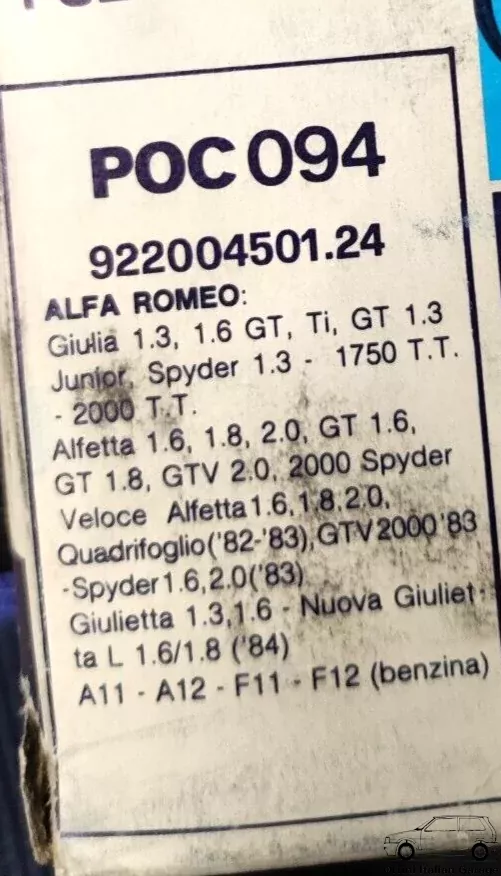 POC 094
922004501.24
ALFA ROMEO:
Giulia 1.3, 1.6 GT, Ti, GT 1.3
Junior, Spyder 1.3 - 1750 T.T.
- 2000 T.T.
Alfetta 1.6, 1.8, 2.0, GT 1.6,
GT 1.8, GTV 2.0, 2000 Spyder
Veloce Alfetta 1.6,1.8,2.0,
Quadrifoglio('82-'83),GTV2000'83
-Spyder 1.6,2.0('83)
Giulietta 1.3,1.6 - Nuova Giuliet-
ta L 1.6/1.8 ('84)
A11 - A12 - F11 - F12 (benzina)